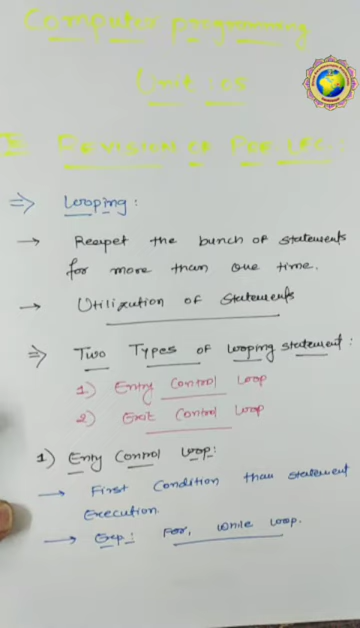 Computer programming
Unit: 05
Revision of Pre Lec:
⇒ Looping:
→ Reapet the bunch of statements
for more than one time.
→ Utilization of statements
⇒ Two Types of looping statement:
1) Entry Control Loop
2) Exit Control Loop
1) Entry Control Loop:
→ First Condition than statement
Execution
→ Exp: For, while loop.